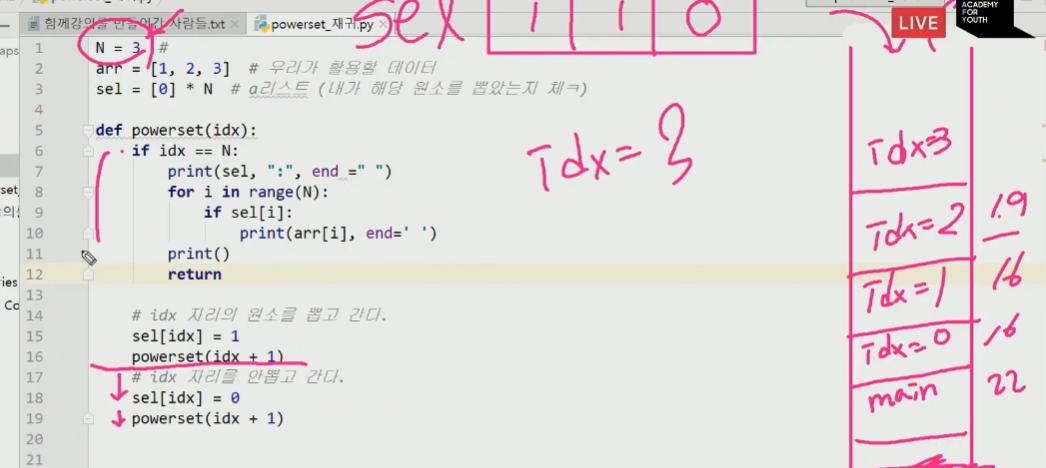 함께강의를 만들어간 사람들.txt
powerset_재귀.py
LIVE
ACADEMY
FOR
YOUTH
sel 1 1 0
1 N = 3 #
2 arr = [1, 2, 3] # 우리가 활용할 데이터
3 sel = [0] * N # a리스트 (내가 해당 원소를 뽑았는지 체ㅋ)
4
5 def powerset(idx):
6 if idx == N:
7 print(sel, ":", end =" ")
8 for i in range(N):
9 if sel[i]:
10 print(arr[i], end=' ')
11 print()
12 return
13
14 # idx 자리의 원소를 뽑고 간다.
15 sel[idx] = 1
16 powerset(idx + 1)
17 # idx 자리를 안뽑고 간다.
18 sel[idx] = 0
19 powerset(idx + 1)
20
21
idx = 3
idx=3
idx=2 19
idx=1 16
idx=0 16
main 22